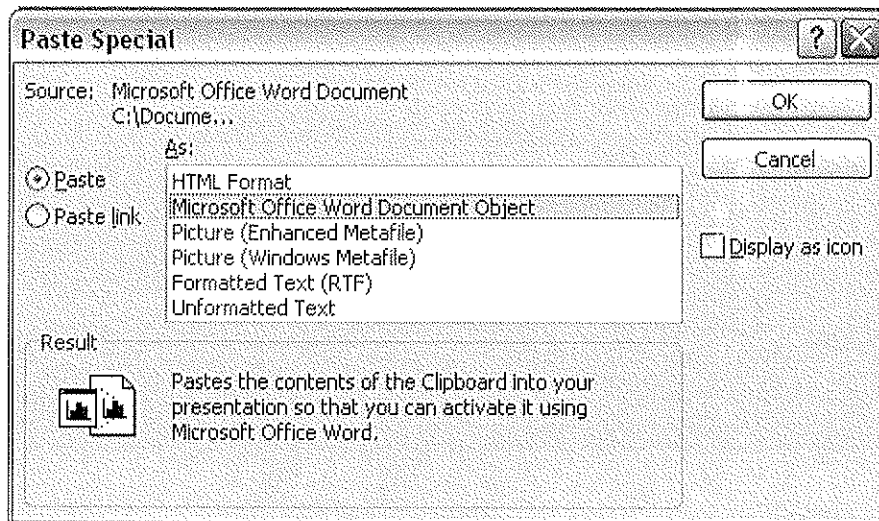 Paste Special
Source: Microsoft Office Word Document
C:\Docume...
As:
Paste
Paste link
HTML Format
Microsoft Office Word Document Object
Picture (Enhanced Metafile)
Picture (Windows Metafile)
Formatted Text (RTF)
Unformatted Text
OK
Cancel
Display as icon
Result
Pastes the contents of the Clipboard into your
presentation so that you can activate it using
Microsoft Office Word.